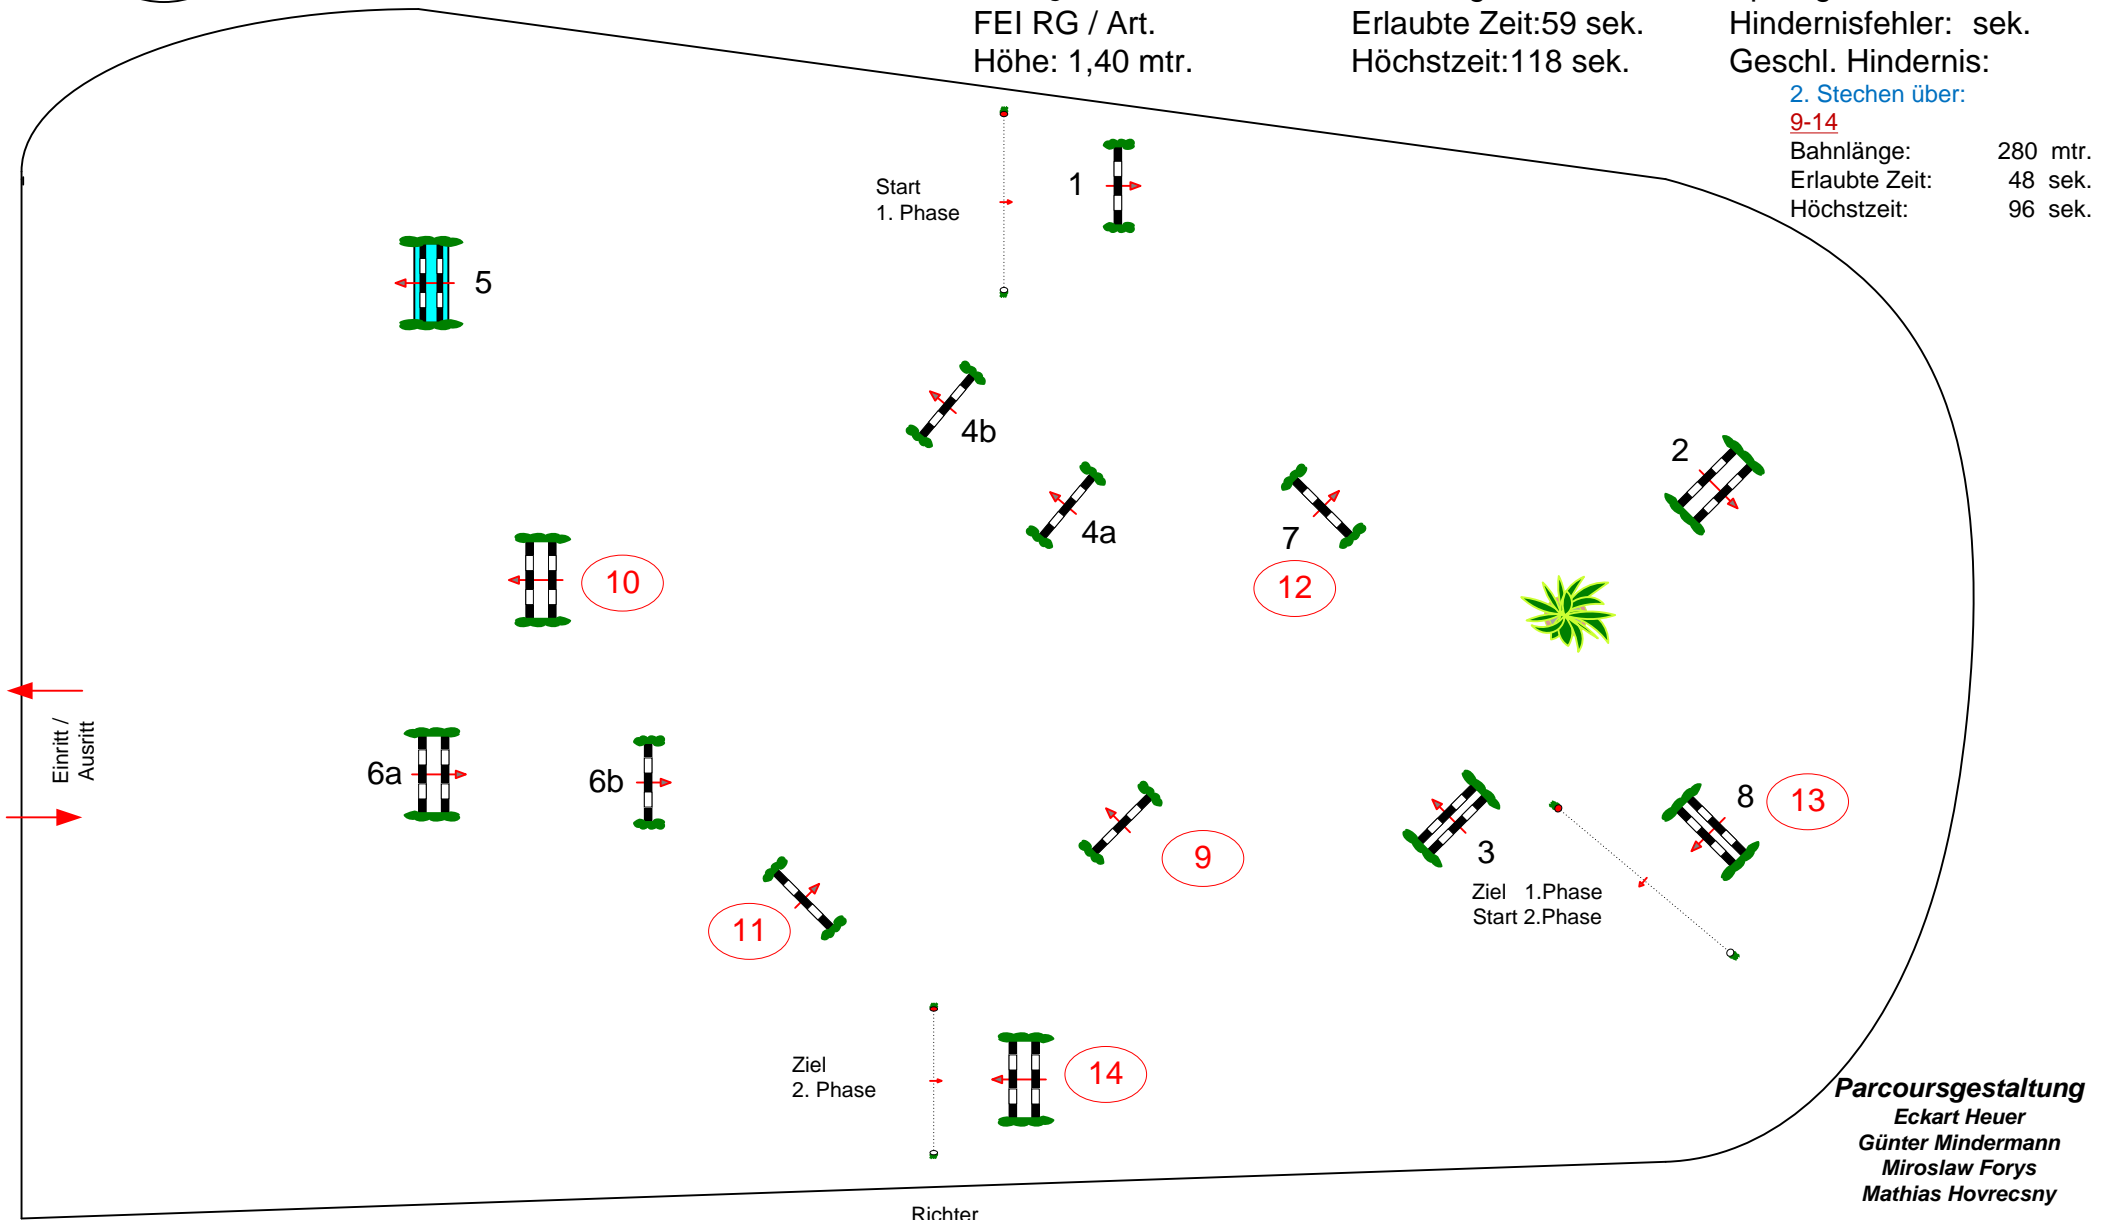 FEI RG / Art.
Höhe: 1,40 mtr.
Erlaubte Zeit:59 sek.
Höchstzeit:118 sek.
Hindernisfehler: sek.
Geschl. Hindernis:
2. Stechen über:
9-14
Bahnlänge: 280 mtr.
Erlaubte Zeit: 48 sek.
Höchstzeit: 96 sek.
Start
1. Phase
1
5
4b
2
4a
7
10
12
Einritt /
Ausritt
6a
6b
9
3
8
13
Ziel 1.Phase
Start 2.Phase
11
Ziel
2. Phase
14
Parcoursgestaltung
Eckart Heuer
Günter Mindermann
Miroslaw Forys
Mathias Hovrecsny
Richter